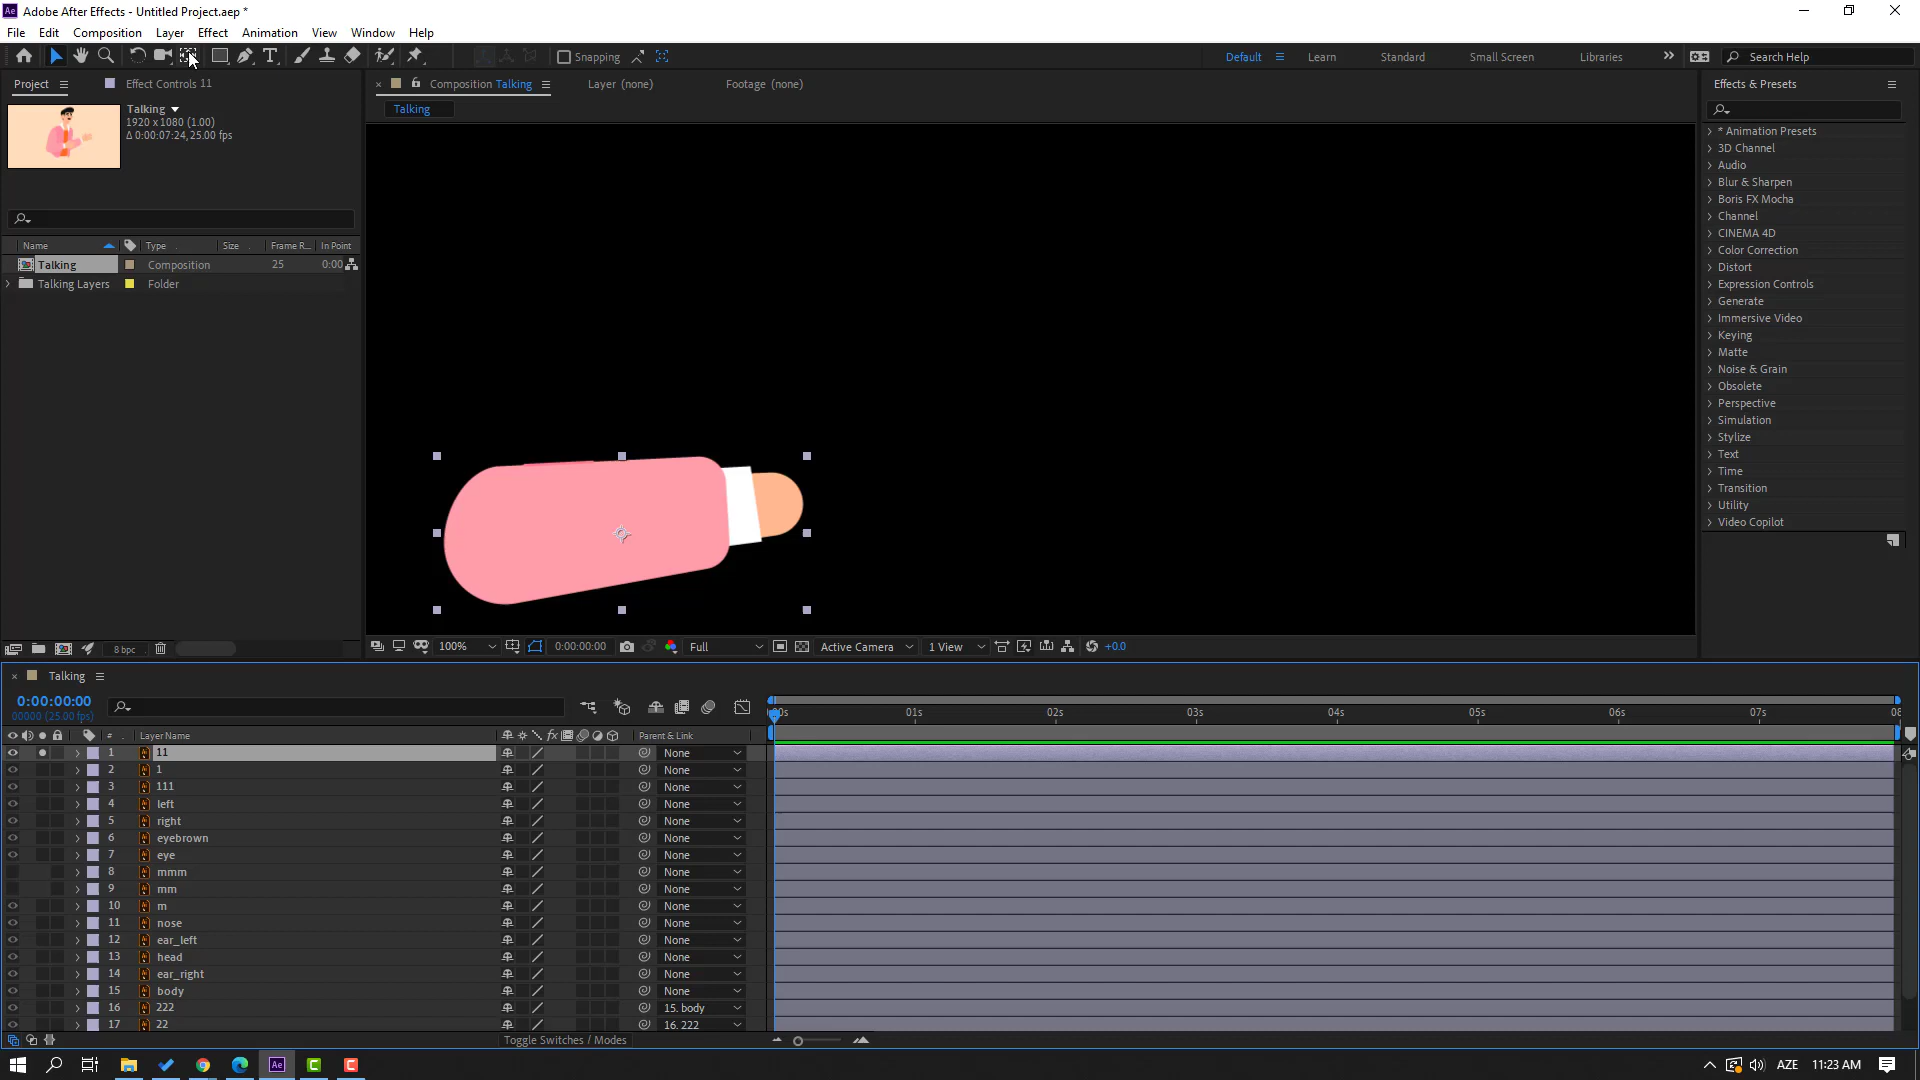 Ae Adobe After Effects - Untitled Project.aep *
File Edit Composition Layer Effect Animation View Window Help
Snapping Default Learn Standard Small Screen Libraries Search Help
Project Effect Controls 11 Composition Talking Layer (none) Footage (none) Effects & Presets
Talking
1920 x 1080 (1.00)
Δ 0:00:07:24, 25.00 fps
Talking
* Animation Presets
3D Channel
Audio
Blur & Sharpen
Boris FX Mocha
Channel
CINEMA 4D
Color Correction
Distort
Expression Controls
Generate
Immersive Video
Keying
Matte
Noise & Grain
Obsolete
Perspective
Simulation
Stylize
Text
Time
Transition
Utility
Video Copilot
Name Type Size Frame R... In Point
Talking Composition 25 0:00
Talking Layers Folder
8 bpc 100% 0:00:00:00 Full Active Camera 1 View +0.0
Talking
0:00:00:00
00000 (25.00 fps)
01s 02s 03s 04s 05s 06s 07s
# Layer Name fx Parent & Link
1 11 None
2 1 None
3 111 None
4 left None
5 right None
6 eyebrown None
7 eye None
8 mmm None
9 mm None
10 m None
11 nose None
12 ear_left None
13 head None
14 ear_right None
15 body None
16 222 15. body
17 22 16. 222
Toggle Switches / Modes
Ae AZE 11:23 AM